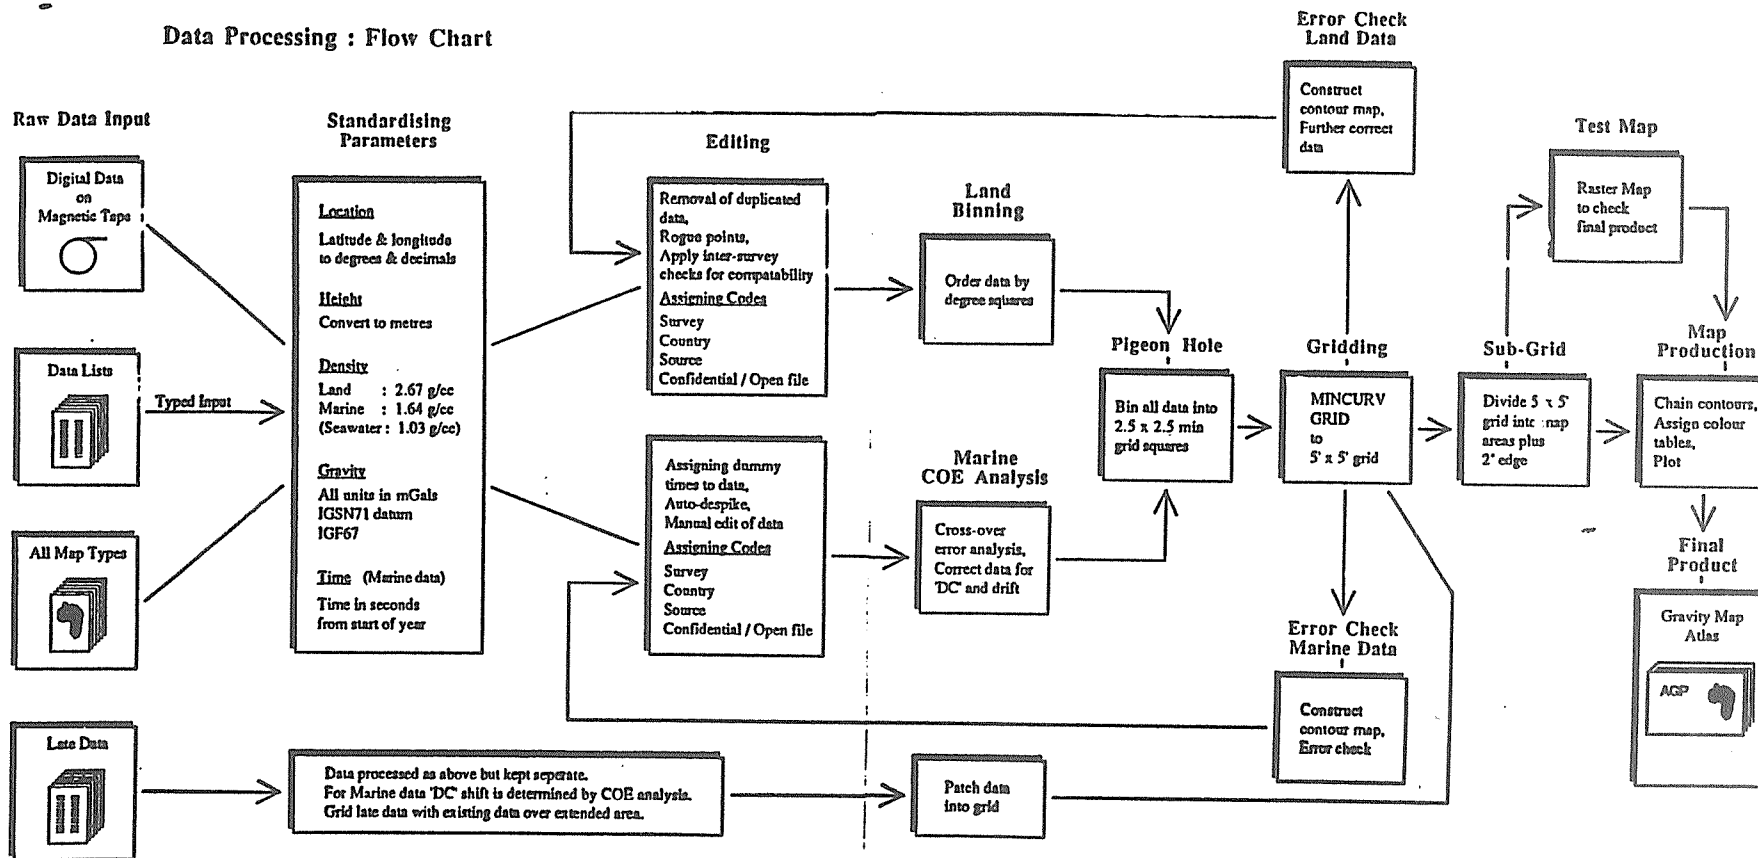 Data Processing : Flow Chart
Raw Data Input
Digital Data
on
Magnetic Tape
Data Lists
Typed Input
All Map Types
Late Data
Standardising
Parameters
Location
Latitude & longitude
to degrees & decimals
Height
Convert to metres
Density
Land : 2.67 g/cc
Marine : 1.64 g/cc
(Seawater : 1.03 g/cc)
Gravity
All units in mGals
IGSN71 datum
IGF67
Time (Marine data)
Time in seconds
from start of year
Data processed as above but kept seperate.
For Marine data 'DC' shift is determined by COE analysis.
Grid late data with existing data over extended area.
Editing
Removal of duplicated
data,
Rogue points,
Apply inter-survey
checks for compatability
Assigning Codes
Survey
Country
Source
Confidential / Open file
Assigning dummy
times to data,
Auto-despike,
Manual edit of data
Assigning Codes
Survey
Country
Source
Confidential / Open file
Land
Binning
Order data by
degree squares
Marine
COE Analysis
Cross-over
error analysis,
Correct data for
'DC' and drift
Patch data
into grid
Pigeon Hole
Bin all data into
2.5 x 2.5 min
grid squares
Error Check
Land Data
Construct
contour map,
Further correct
data
Gridding
MINCURV
GRID
to
5' x 5' grid
Error Check
Marine Data
Construct
contour map,
Error check
Sub-Grid
Divide 5 x 5'
grid into map
areas plus
2° edge
Test Map
Raster Map
to check
final product
Map
Production
Chain contours,
Assign colour
tables,
Plot
Final
Product
Gravity Map
Atlas
AGP